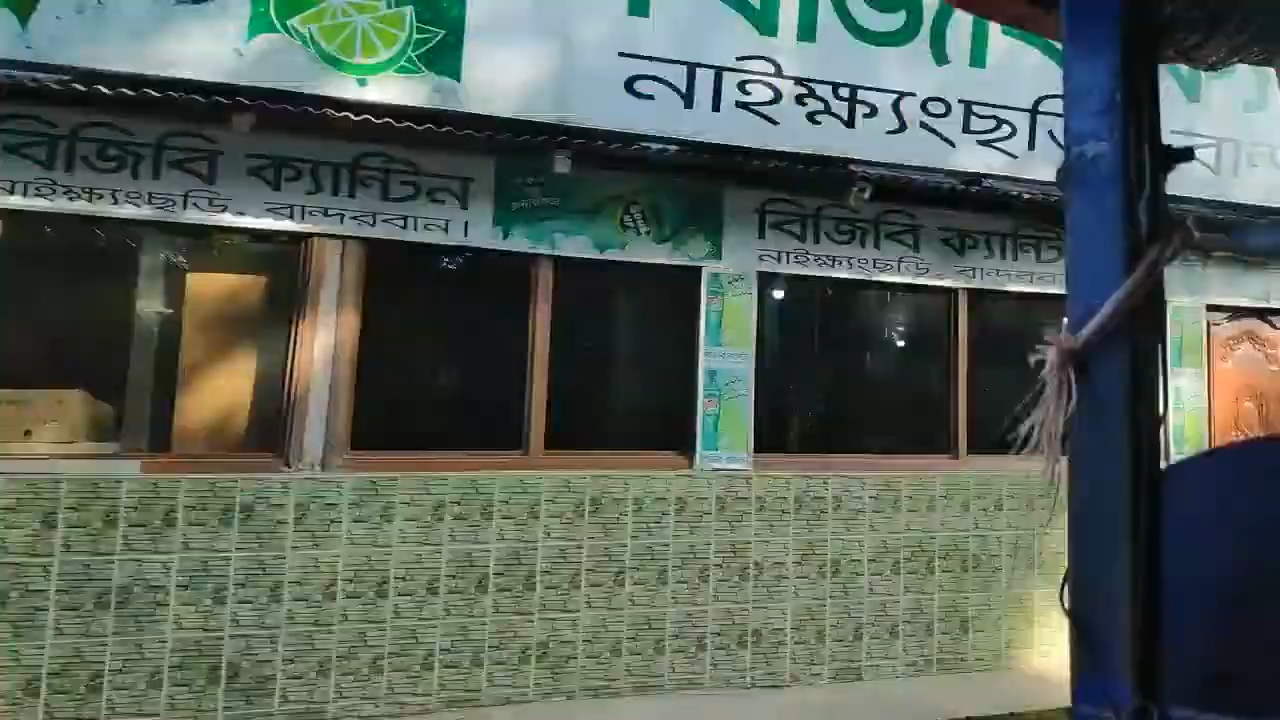 নাইক্ষ্যংছড়ি
বিজিবি ক্যান্টিন
নাইক্ষ্যংছড়ি, বান্দরবান।
বিজিবি ক্যান্টি
নাইক্ষ্যংছড়ি, বান্দরবা